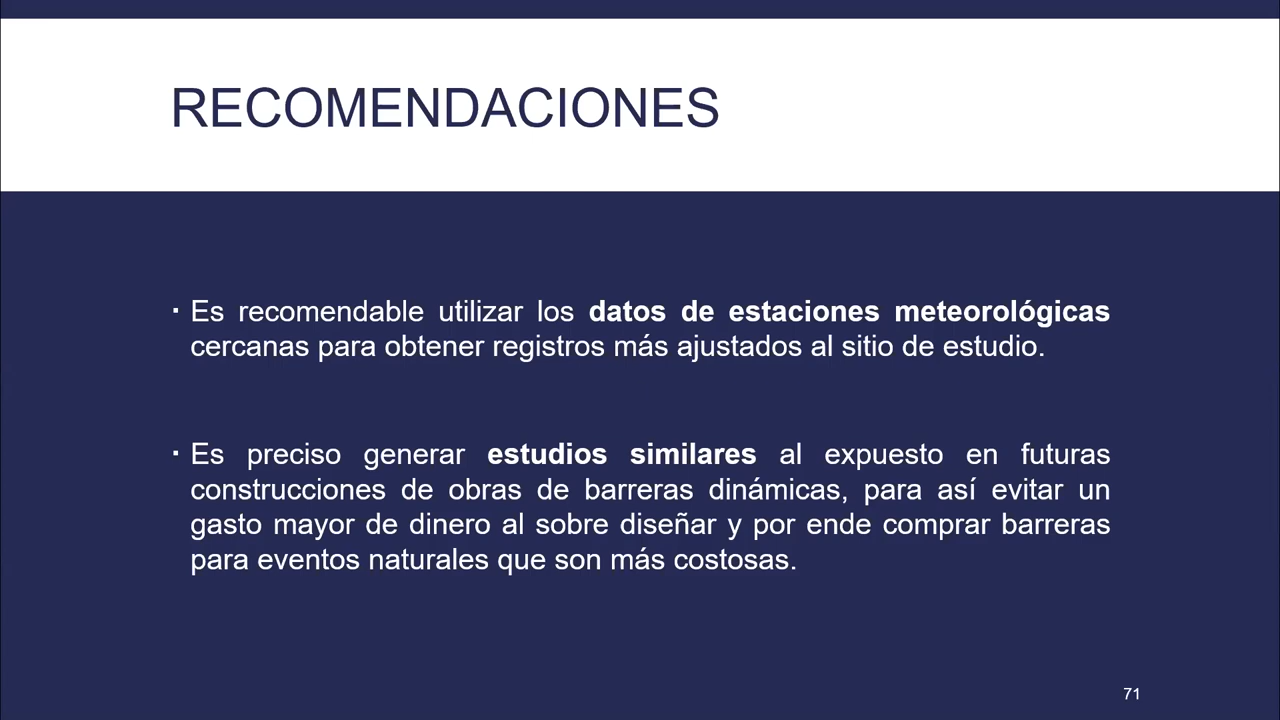 RECOMENDACIONES
▪ Es recomendable utilizar los datos de estaciones meteorológicas
cercanas para obtener registros más ajustados al sitio de estudio.
▪ Es preciso generar estudios similares al expuesto en futuras
construcciones de obras de barreras dinámicas, para así evitar un
gasto mayor de dinero al sobre diseñar y por ende comprar barreras
para eventos naturales que son más costosas.
71